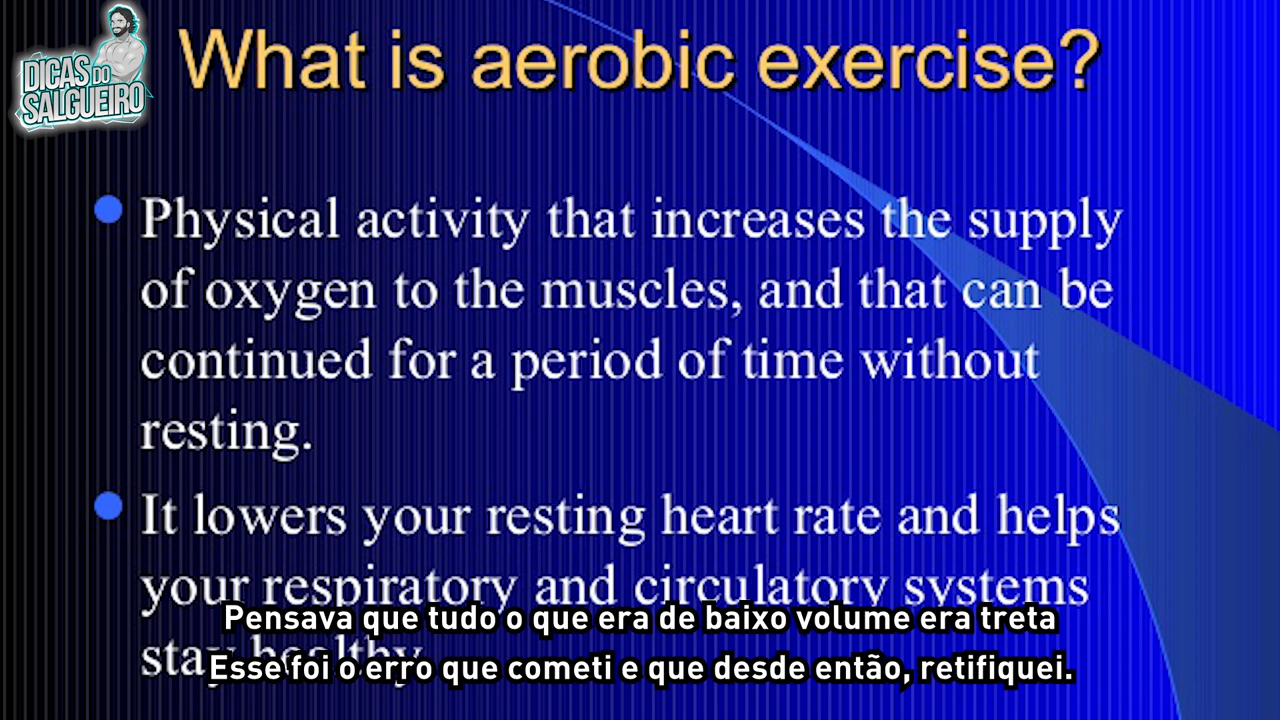 DICAS DO
SALGUEIRO
What is aerobic exercise?
Physical activity that increases the supply
of oxygen to the muscles, and that can be
continued for a period of time without
resting.
It lowers your resting heart rate and helps
your respiratory and circulatory systems
stay healthy.
Pensava que tudo o que era de baixo volume era treta
Esse foi o erro que cometi e que desde então, retifiquei.